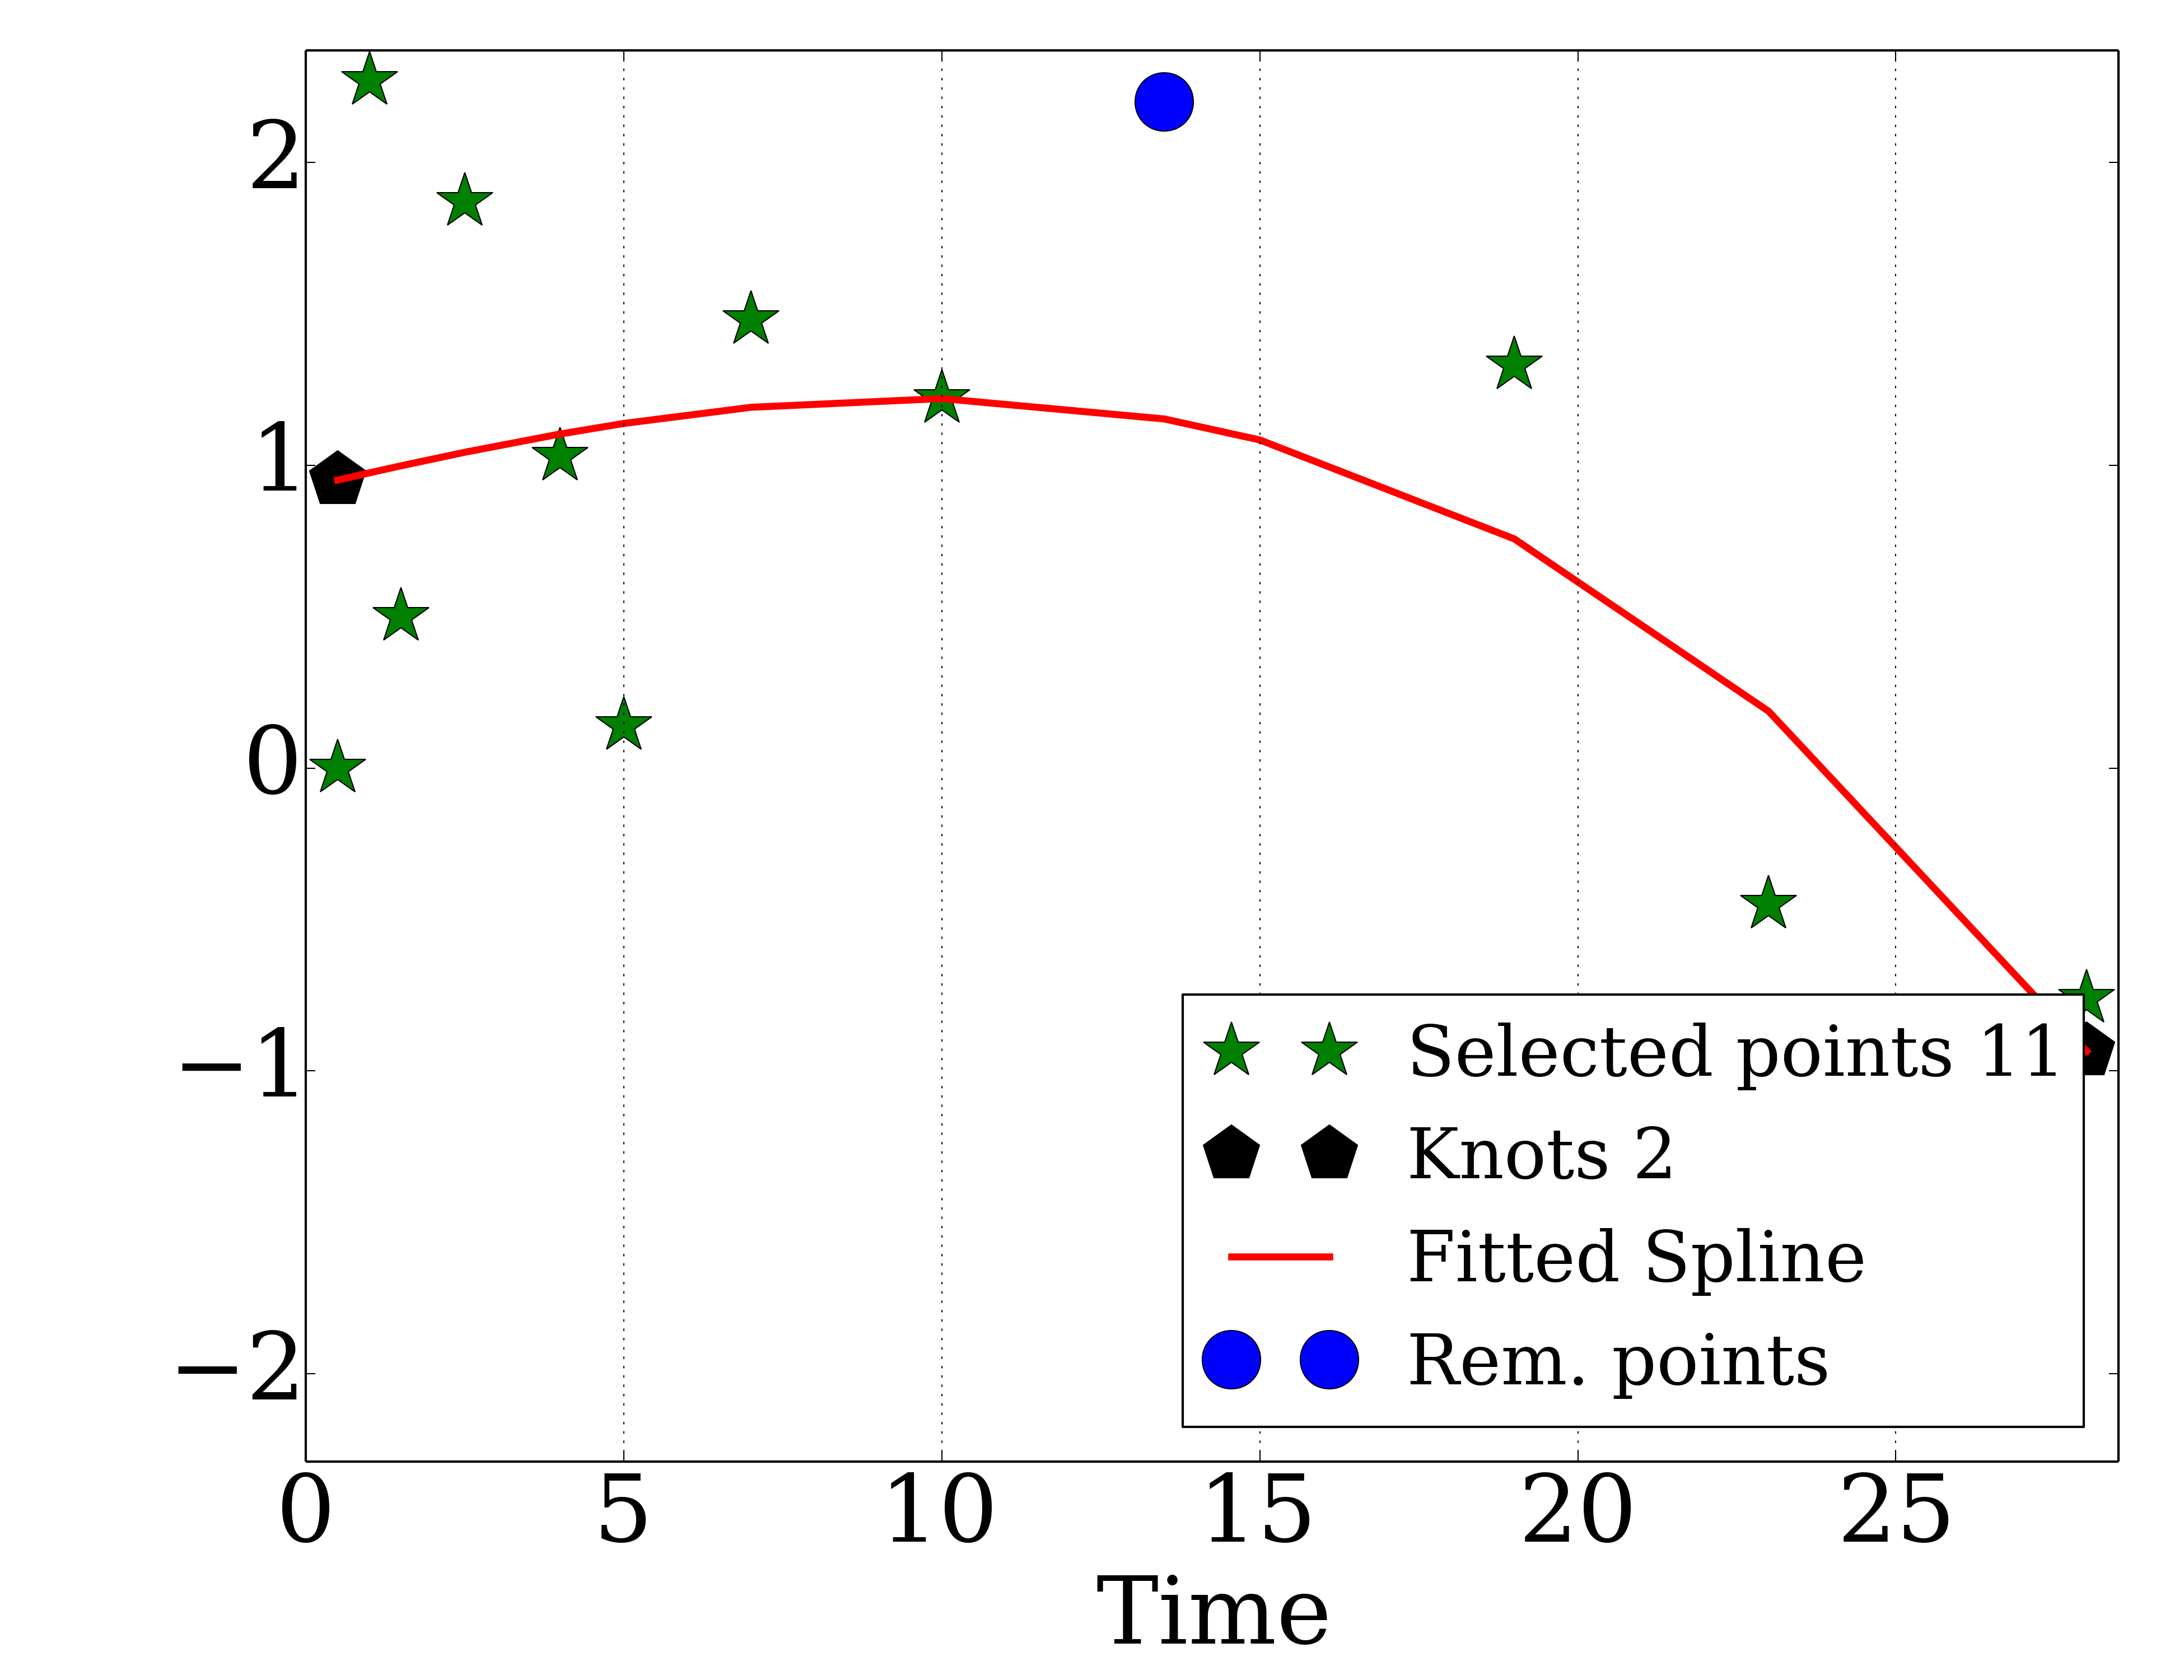 2
1
0
−1
−2
Selected points 11
Knots 2
Fitted Spline
Rem. points
0 5 10 15 20 25
Time